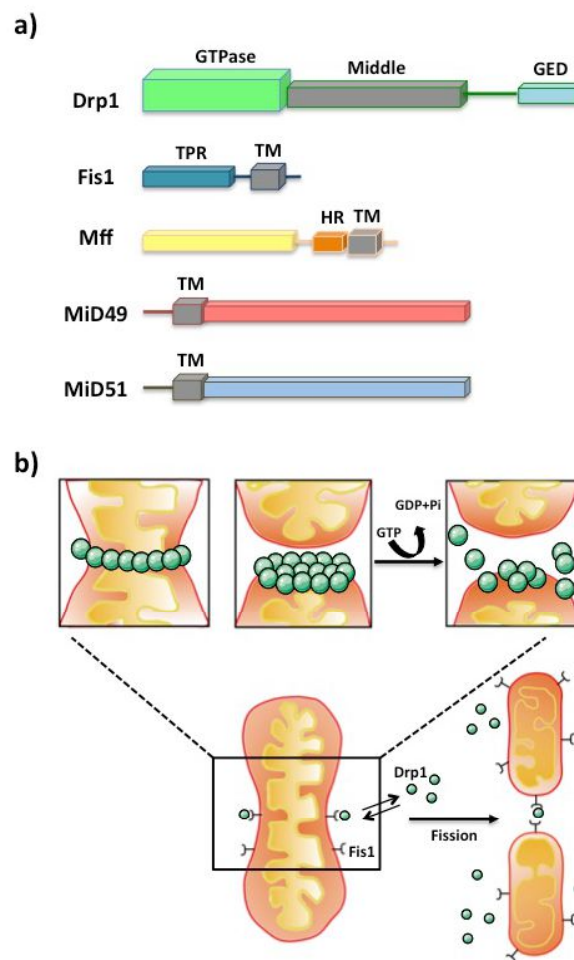 a)
GTPase
Middle
GED
Drp1
TPR
TM
Fis1
HR
TM
Mff
TM
MiD49
TM
MiD51
b)
GDP+Pi
GTP
Drp1
Fis1
Fission